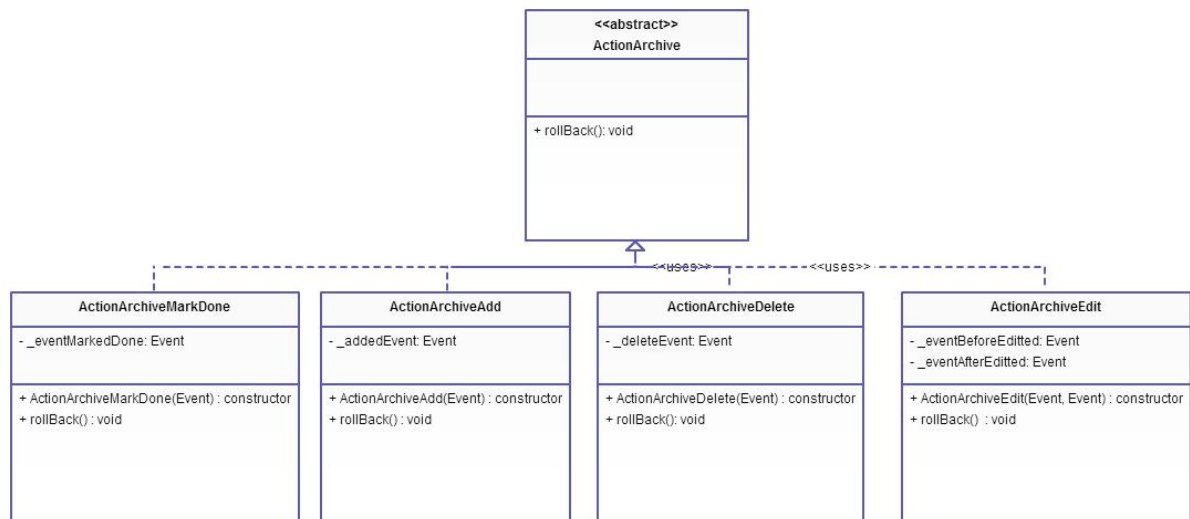 <<abstract>>
ActionArchive
+ rollBack(): void
<<uses>>
<<uses>>
ActionArchiveMarkDone
- _eventMarkedDone: Event
+ ActionArchiveMarkDone(Event) : constructor
+ rollBack() : void
ActionArchiveAdd
- _addedEvent: Event
+ ActionArchiveAdd(Event) : constructor
+ rollBack() : void
ActionArchiveDelete
- _deleteEvent: Event
+ ActionArchiveDelete(Event) : constructor
+ rollBack(): void
ActionArchiveEdit
- _eventBeforeEditted: Event
- _eventAfterEditted: Event
+ ActionArchiveEdit(Event, Event) : constructor
+ rollBack() : void